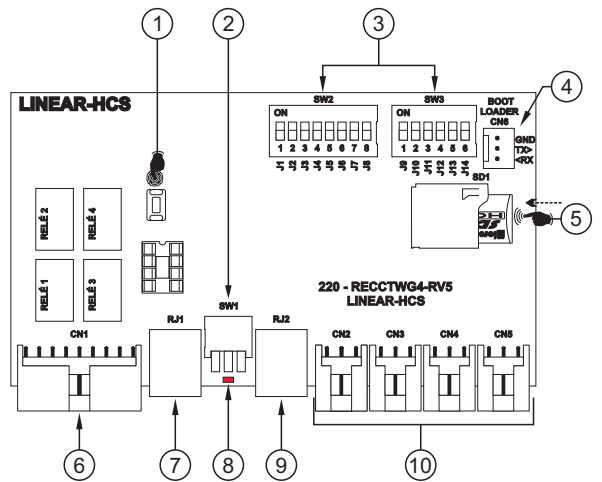 1 2 3 4
LINEAR-HCS
SW2 SW3
ON ON
1 2 3 4 5 6 7 8
1 2 3 4 5 6
J1 J2 J3 J4 J5 J6 J7 J8
J9 J10 J11 J12 J13 J14
BOOT
LOADER
CN6
GND
TX>
<RX
SD1
5
RELÉ 2 RELÉ 4
RELÉ 1 RELÉ 3
220 - RECCTWG4-RV5
LINEAR-HCS
CN1 RJ1 SW1 RJ2 CN2 CN3 CN4 CN5
6 7 8 9 10